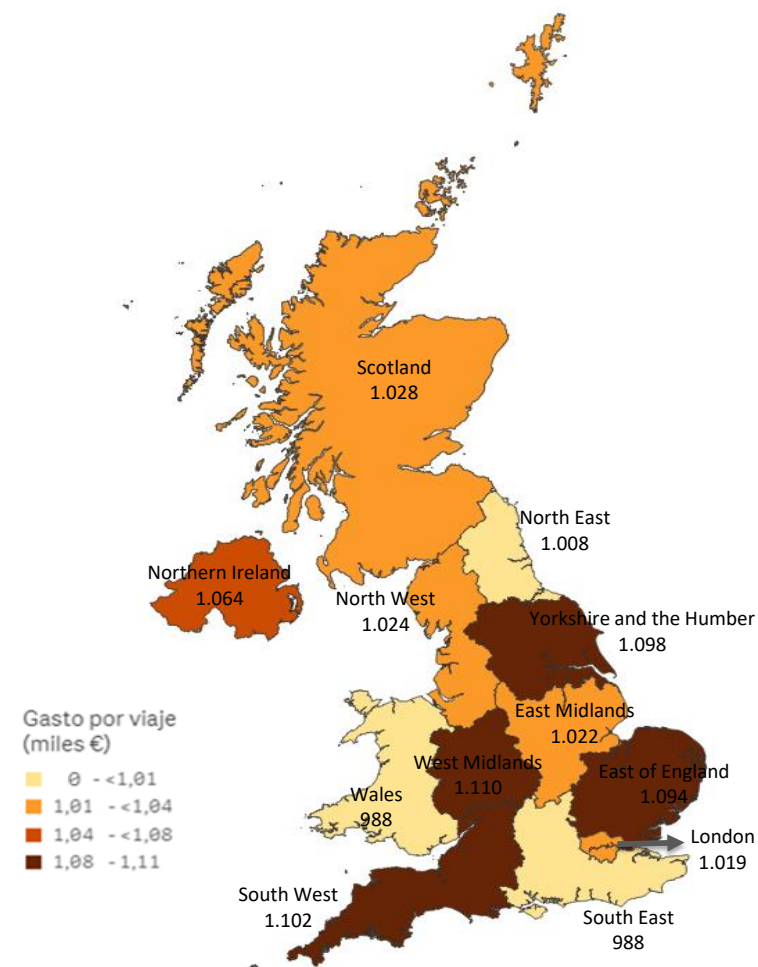 Scotland
1.028
North East
1.008
Northern Ireland
1.064
North West
1.024
Yorkshire and the Humber
1.098
Gasto por viaje
(miles €)
0 - <1,01
1,01 - <1,04
1,04 - <1,08
1,08 - 1,11
East Midlands
1.022
West Midlands
1.110
East of England
1.094
Wales
988
London
1.019
South West
1.102
South East
988